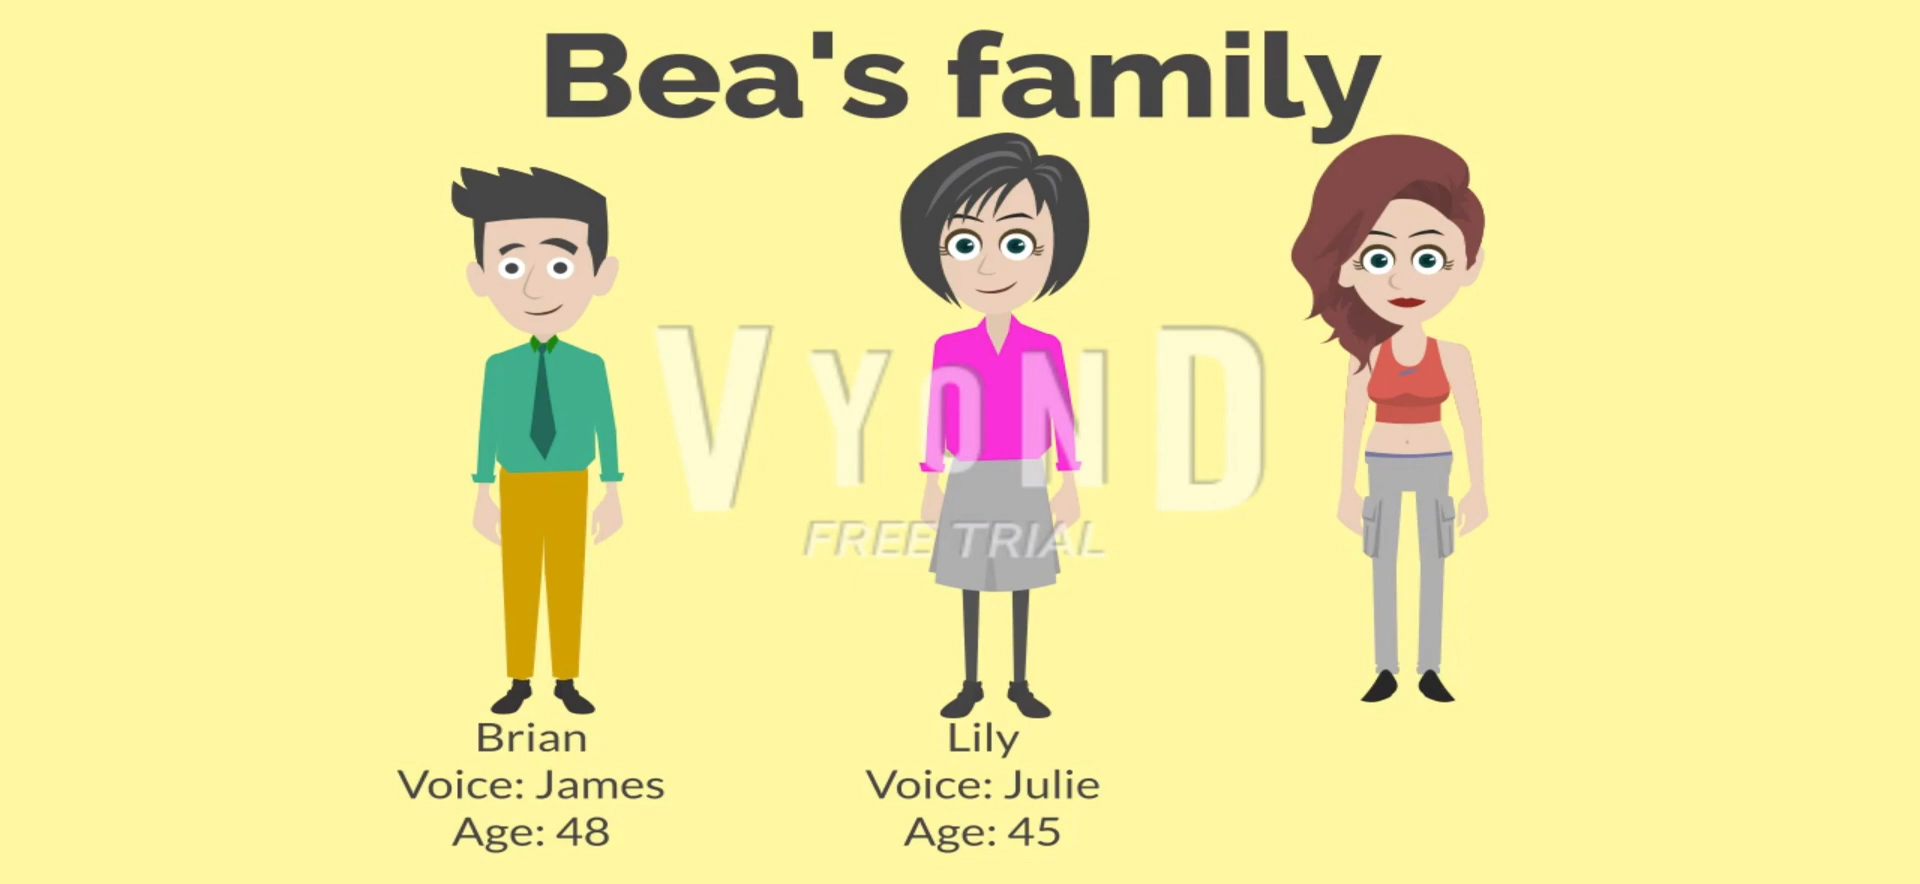 Bea's family
VYOND
FREE TRIAL
Brian
Voice: James
Age: 48
Lily
Voice: Julie
Age: 45